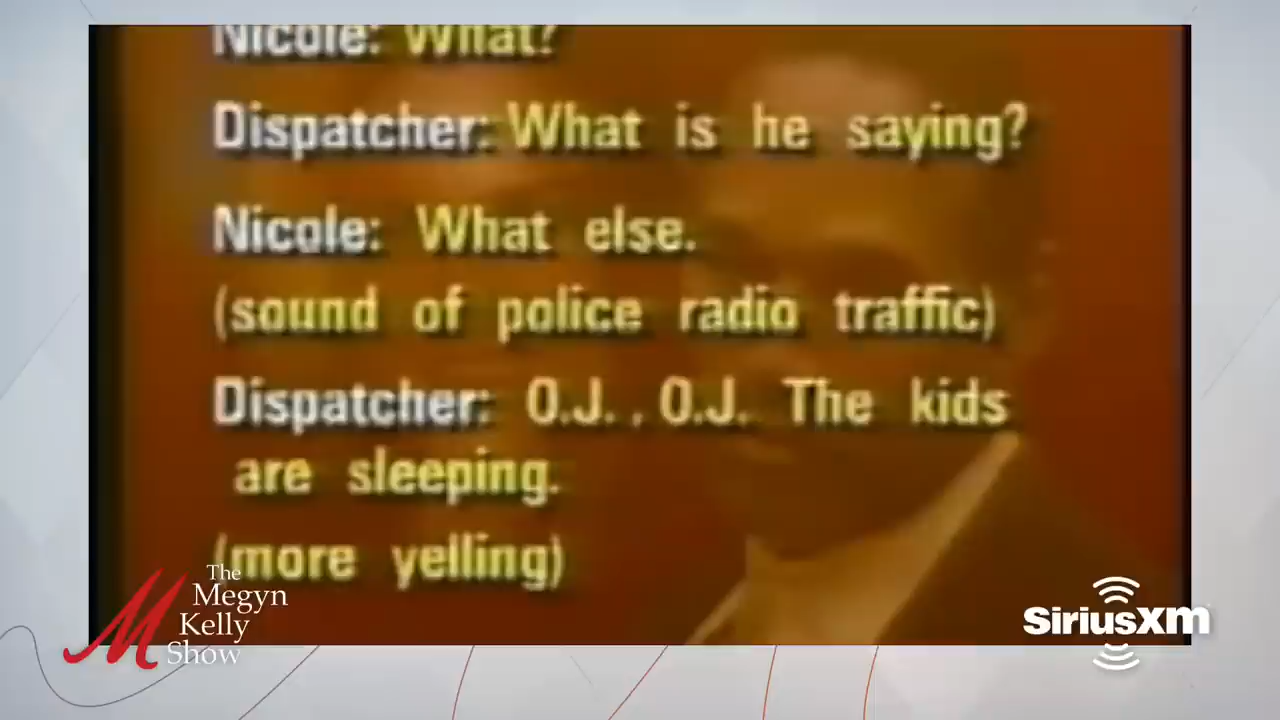 Nicole: What?
Dispatcher: What is he saying?
Nicole: What else.
(sound of police radio traffic)
Dispatcher: O.J. , O.J. The kids
are sleeping.
(more yelling)
The
Megyn
Kelly
Show
SiriusXM